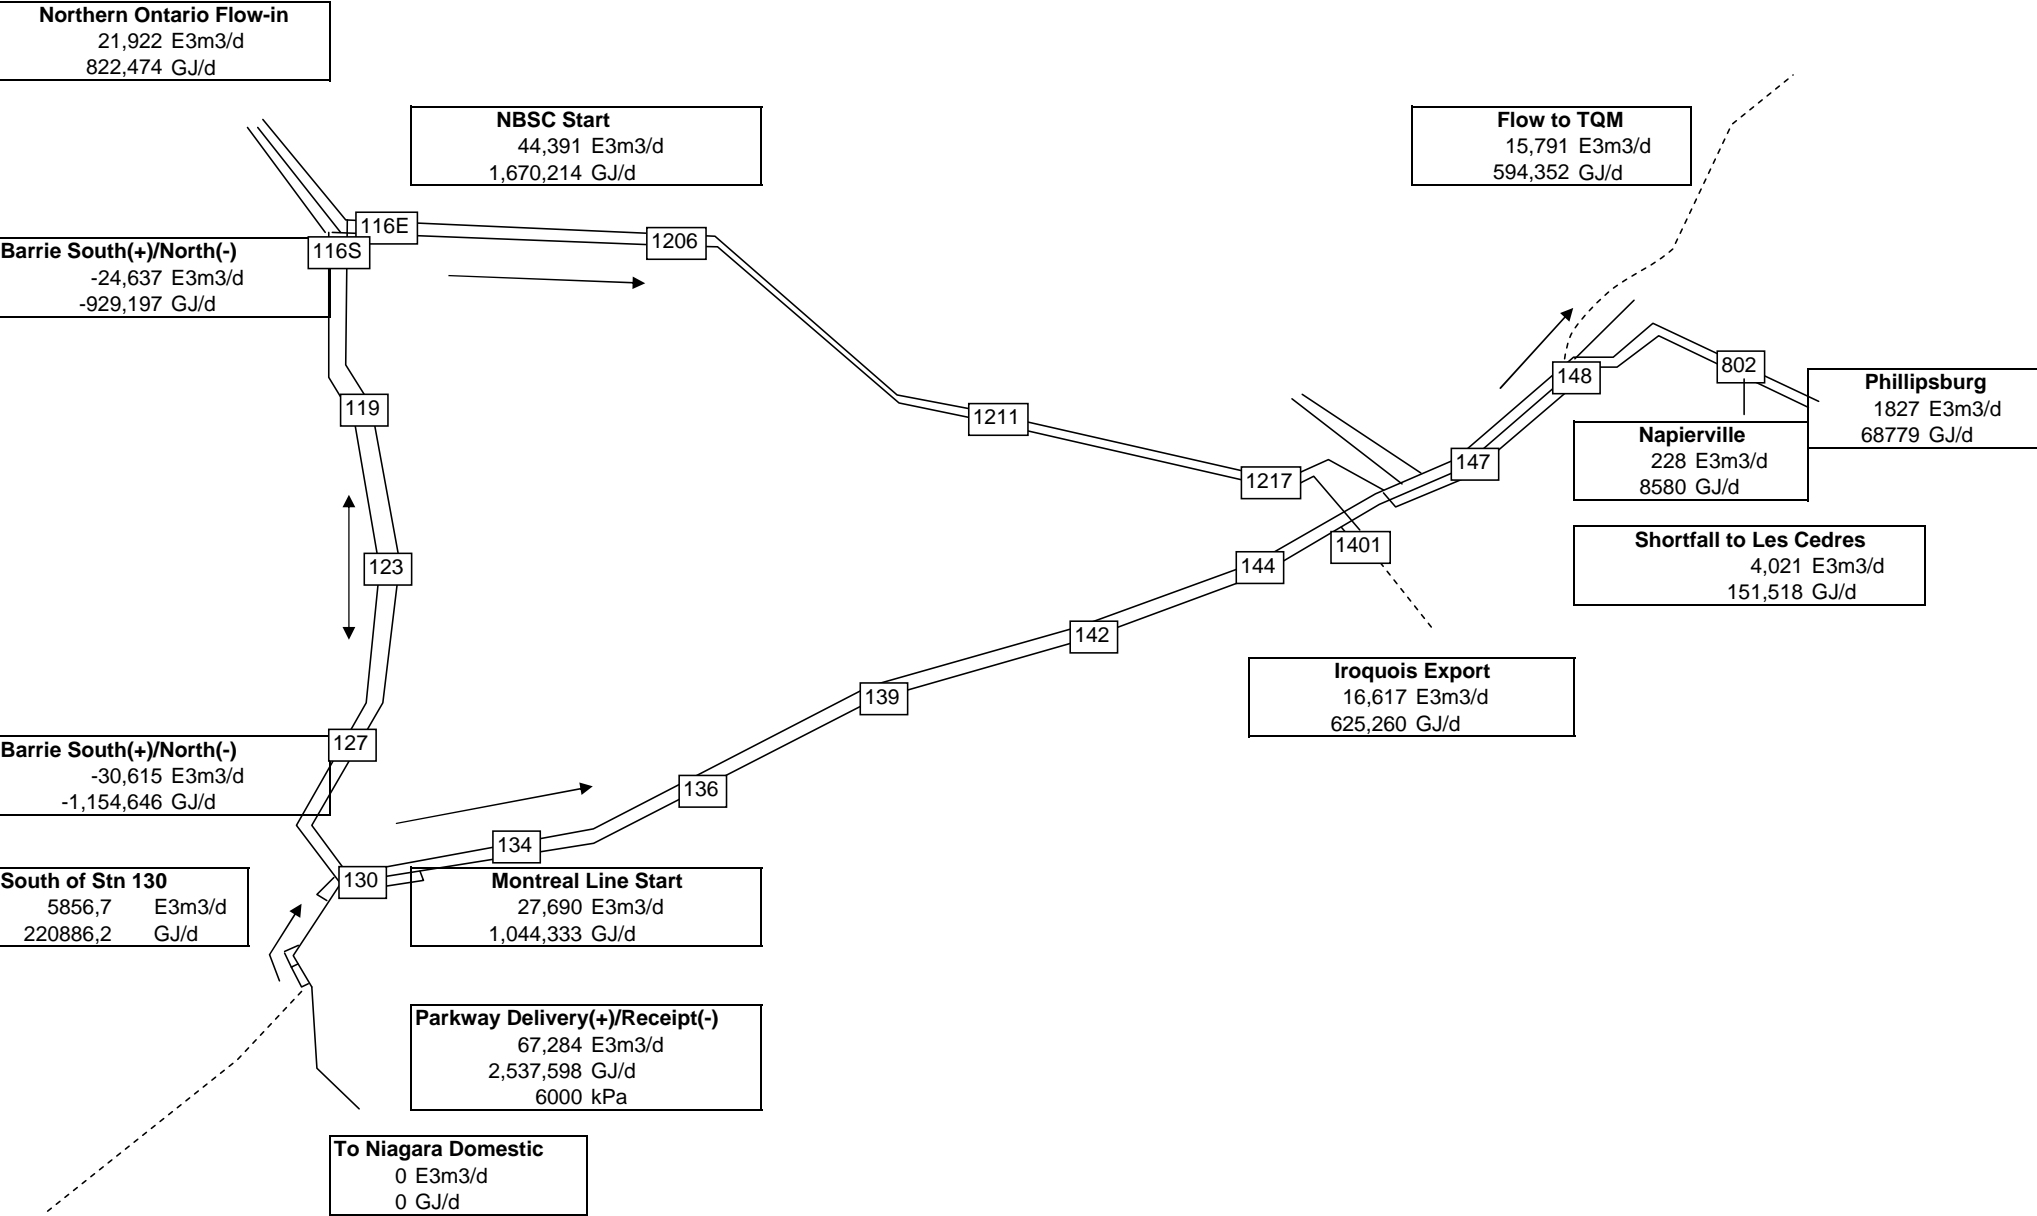 Northern Ontario Flow-in
21,922 E3m3/d
822,474 GJ/d
NBSC Start
44,391 E3m3/d
1,670,214 GJ/d
Flow to TQM
15,791 E3m3/d
594,352 GJ/d
116E
1206
116S
Barrie South(+)/North(-)
-24,637 E3m3/d
-929,197 GJ/d
119
1211
148
802
Phillipsburg
1827 E3m3/d
68779 GJ/d
Napierville
228 E3m3/d
8580 GJ/d
147
1217
Shortfall to Les Cedres
4,021 E3m3/d
151,518 GJ/d
1401
144
123
142
Iroquois Export
16,617 E3m3/d
625,260 GJ/d
139
127
Barrie South(+)/North(-)
-30,615 E3m3/d
-1,154,646 GJ/d
136
134
130
South of Stn 130
5856,7 E3m3/d
220886,2 GJ/d
Montreal Line Start
27,690 E3m3/d
1,044,333 GJ/d
Parkway Delivery(+)/Receipt(-)
67,284 E3m3/d
2,537,598 GJ/d
6000 kPa
To Niagara Domestic
0 E3m3/d
0 GJ/d